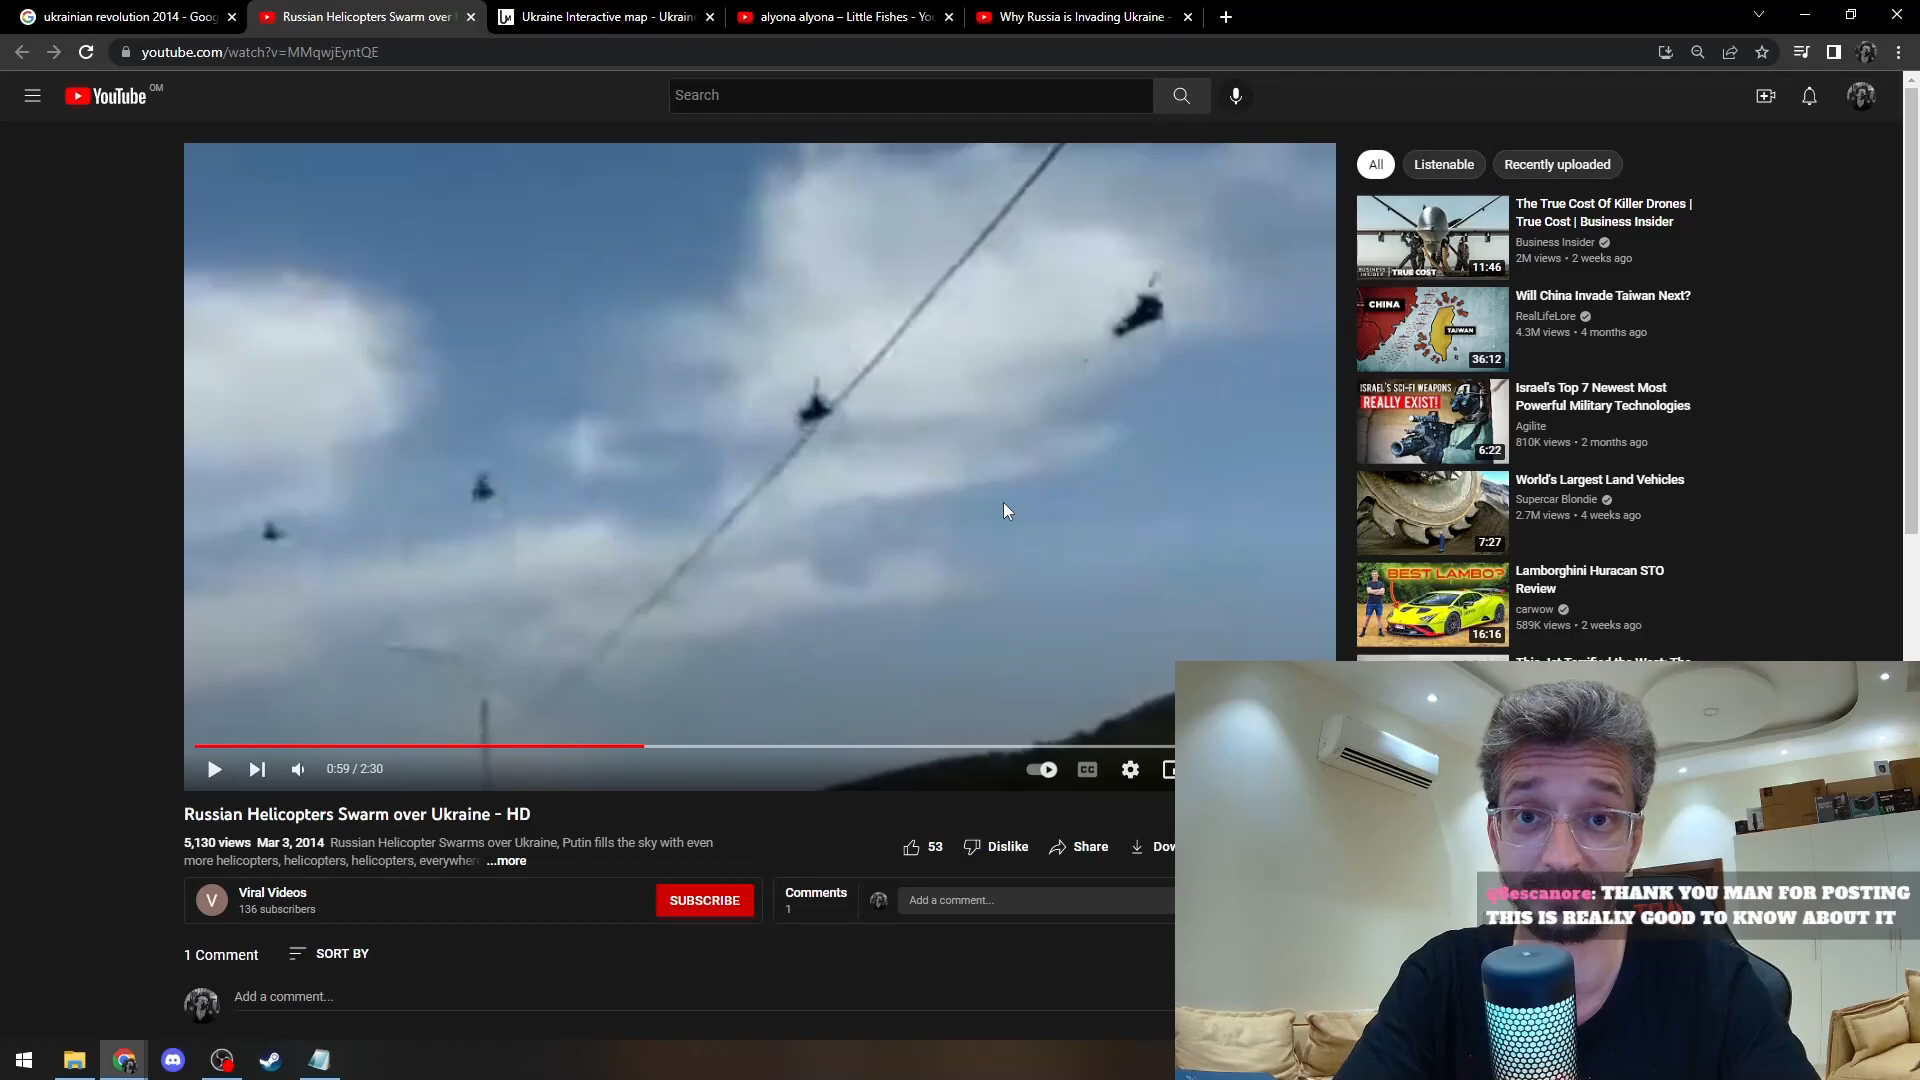 ukrainian revolution 2014 - Goog
Russian Helicopters Swarm over
Ukraine Interactive map - Ukrain
alyona alyona – Little Fishes - Yo
Why Russia is Invading Ukraine -
youtube.com/watch?v=MMqwjEyntQE
YouTube OM
Search
All
Listenable
Recently uploaded
The True Cost Of Killer Drones |
True Cost | Business Insider
Business Insider
2M views • 2 weeks ago
BUSINESS INSIDER TRUE COST
11:46
Will China Invade Taiwan Next?
RealLifeLore
4.3M views • 4 months ago
CHINA
TAIWAN
36:12
Israel's Top 7 Newest Most
Powerful Military Technologies
Agilite
810K views • 2 months ago
ISRAEL'S SCI-FI WEAPONS
REALLY EXIST!
6:22
World's Largest Land Vehicles
Supercar Blondie
2.7M views • 4 weeks ago
7:27
Lamborghini Huracan STO
Review
carwow
589K views • 2 weeks ago
BEST LAMBO?
16:16
0:59 / 2:30
CC
Russian Helicopters Swarm over Ukraine - HD
5,130 views Mar 3, 2014 Russian Helicopter Swarms over Ukraine, Putin fills the sky with even
more helicopters, helicopters, helicopters, everywhere ...more
53
Dislike
Share
Dow
V
Viral Videos
136 subscribers
SUBSCRIBE
Comments
1
Add a comment...
1 Comment
SORT BY
Add a comment...
q8escanore: THANK YOU MAN FOR POSTING
THIS IS REALLY GOOD TO KNOW ABOUT IT